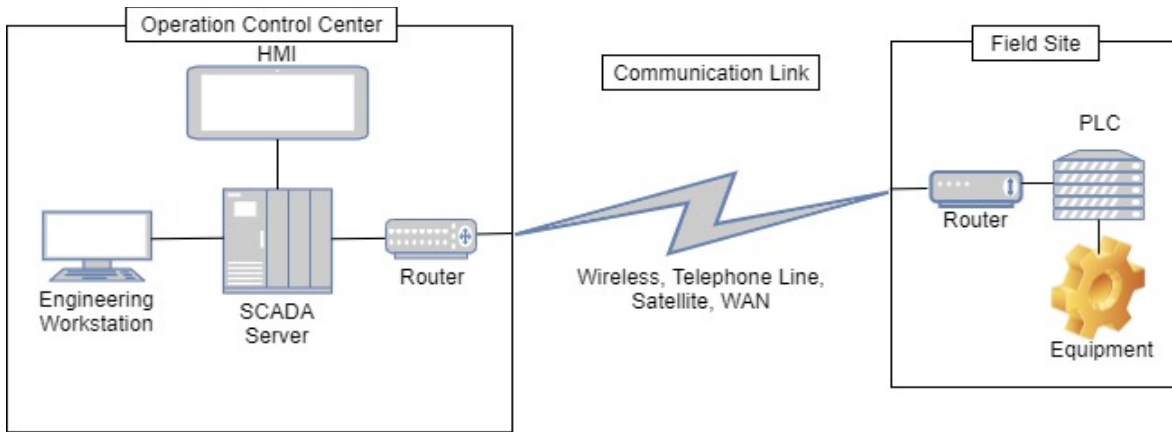 Operation Control Center
HMI
Engineering
Workstation
SCADA
Server
Router
Communication Link
Wireless, Telephone Line,
Satellite, WAN
Field Site
PLC
Router
Equipment